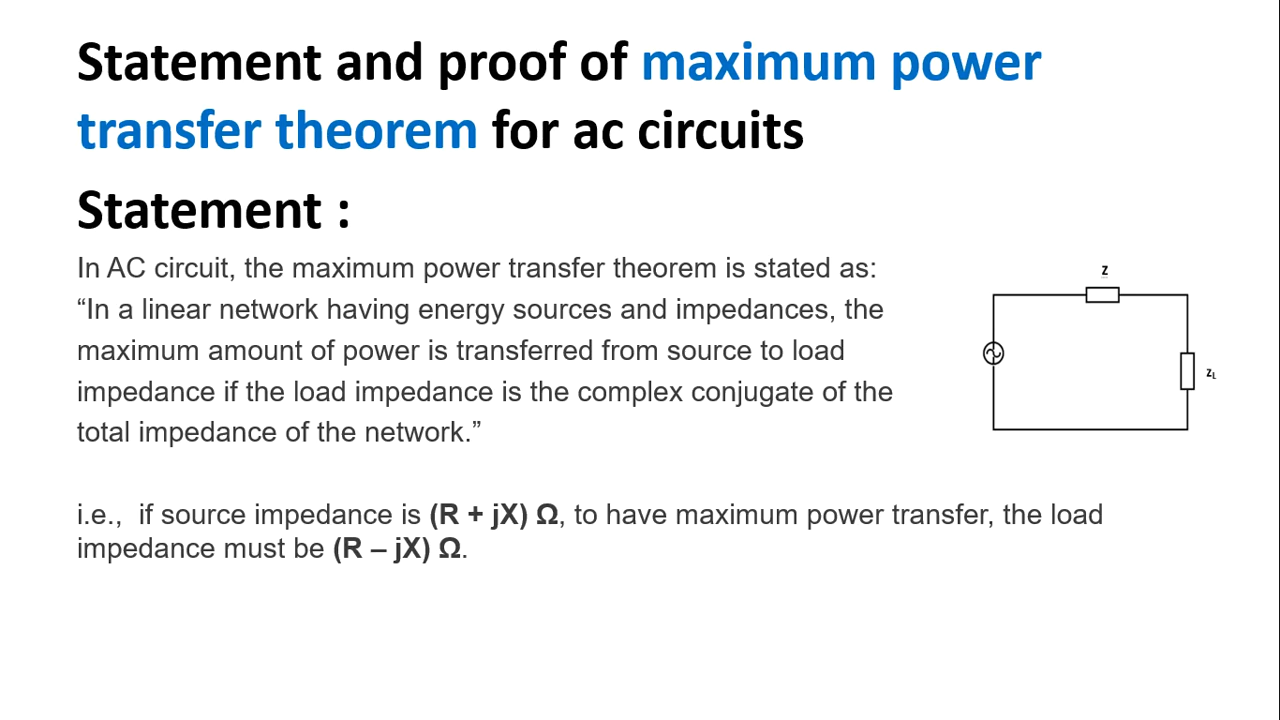 Statement and proof of maximum power
transfer theorem for ac circuits
Statement :
In AC circuit, the maximum power transfer theorem is stated as:
“In a linear network having energy sources and impedances, the
maximum amount of power is transferred from source to load
impedance if the load impedance is the complex conjugate of the
total impedance of the network.”
Z
Z_L
i.e.,  if source impedance is (R + jX) Ω, to have maximum power transfer, the load
impedance must be (R – jX) Ω.